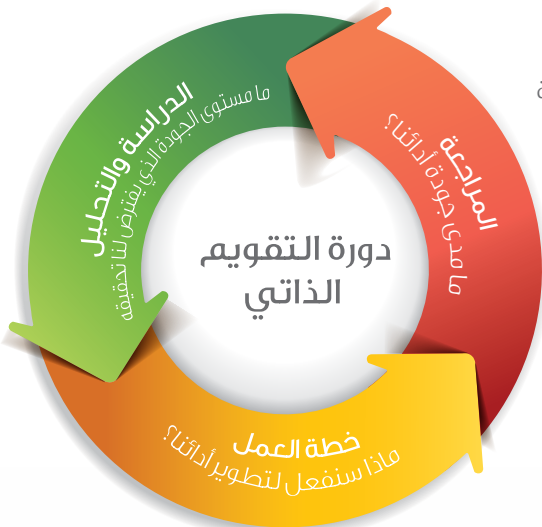 دورة التقويم
الذاتي
المراجعة
ما مدى جودة أدائنا؟
الدراسة والتحليل
ما مستوى الجودة الذي يفترض لنا تحقيقه
خطة العمل
ماذا سنفعل لتطوير أدائنا؟